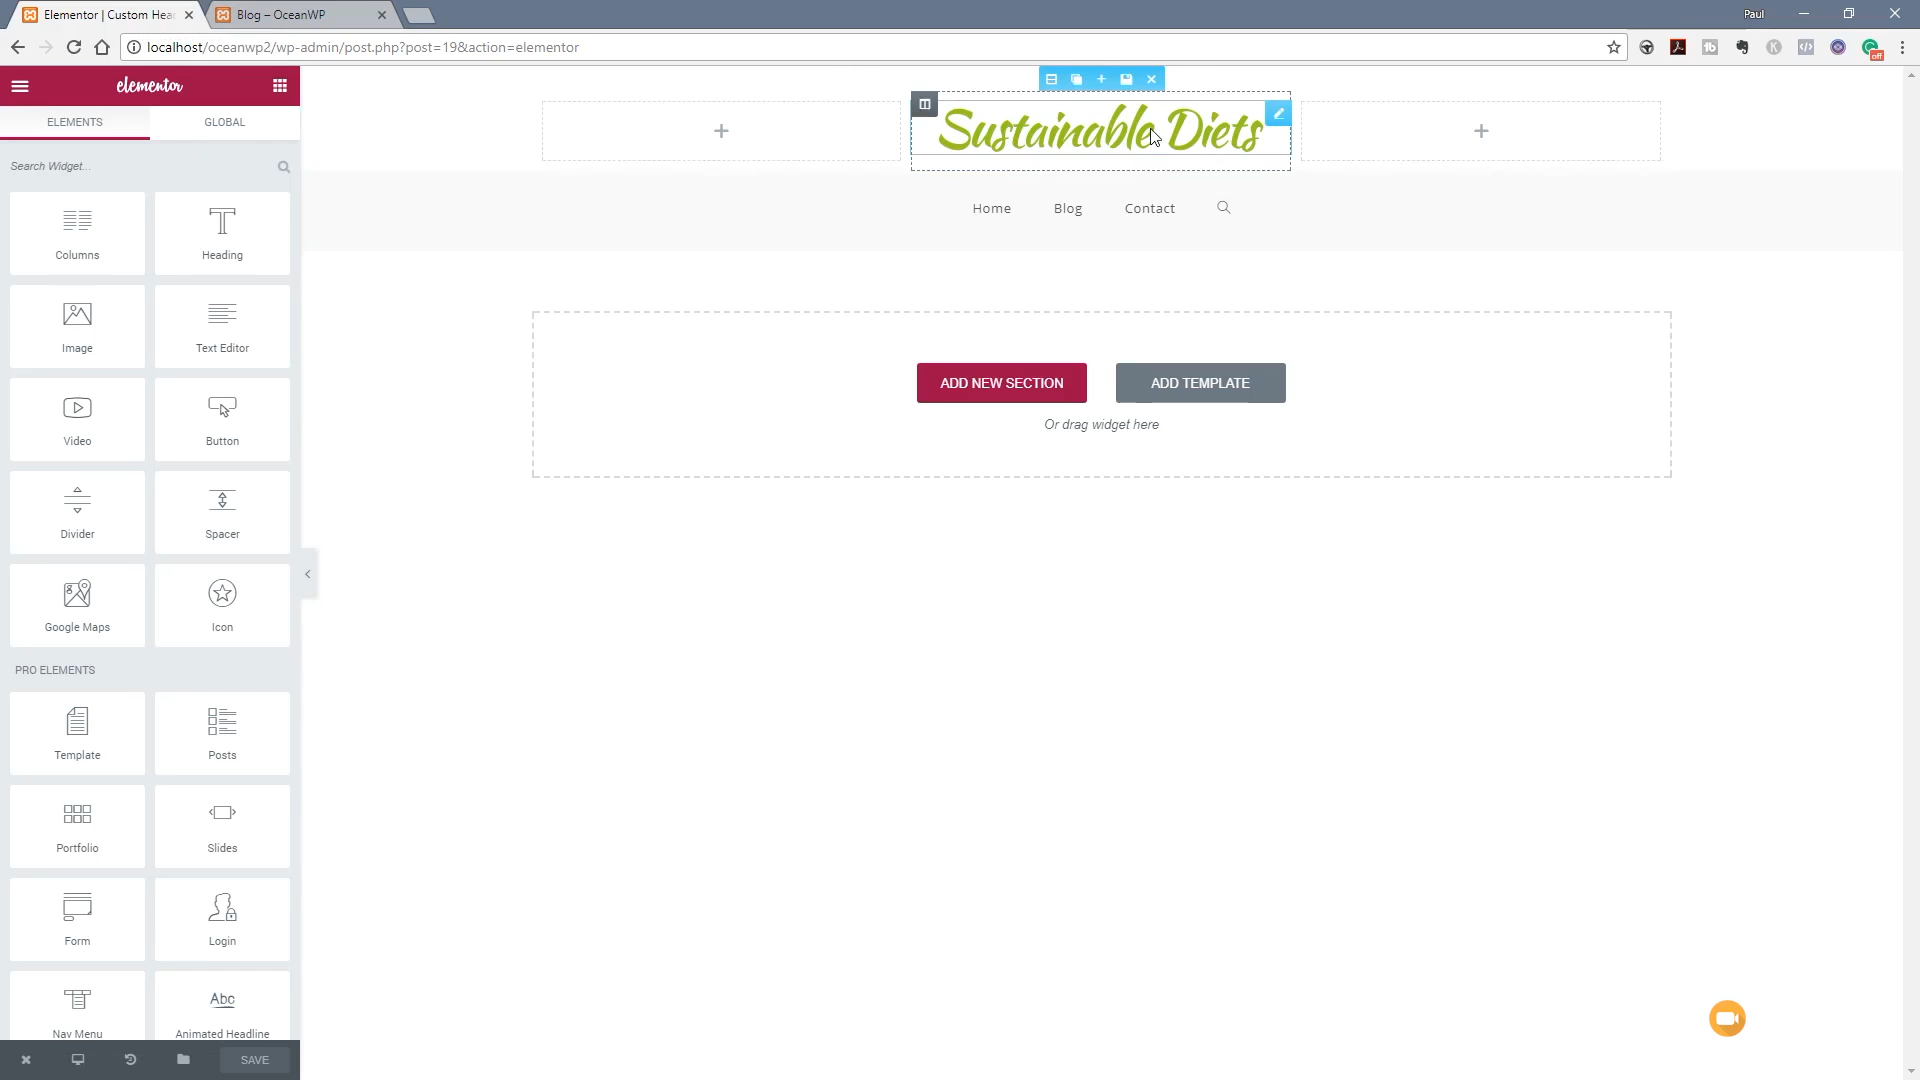 Elementor | Custom Hea
Blog – OceanWP
Paul
localhost/oceanwp2/wp-admin/post.php?post=19&action=elementor
off
elementor
ELEMENTS
GLOBAL
Search Widget...
Columns
Heading
Image
Text Editor
Video
Button
Divider
Spacer
Google Maps
Icon
PRO ELEMENTS
Template
Posts
Portfolio
Slides
Form
Login
Abc
Nav Menu
Animated Headline
SAVE
Sustainable Diets
Home
Blog
Contact
ADD NEW SECTION
ADD TEMPLATE
Or drag widget here